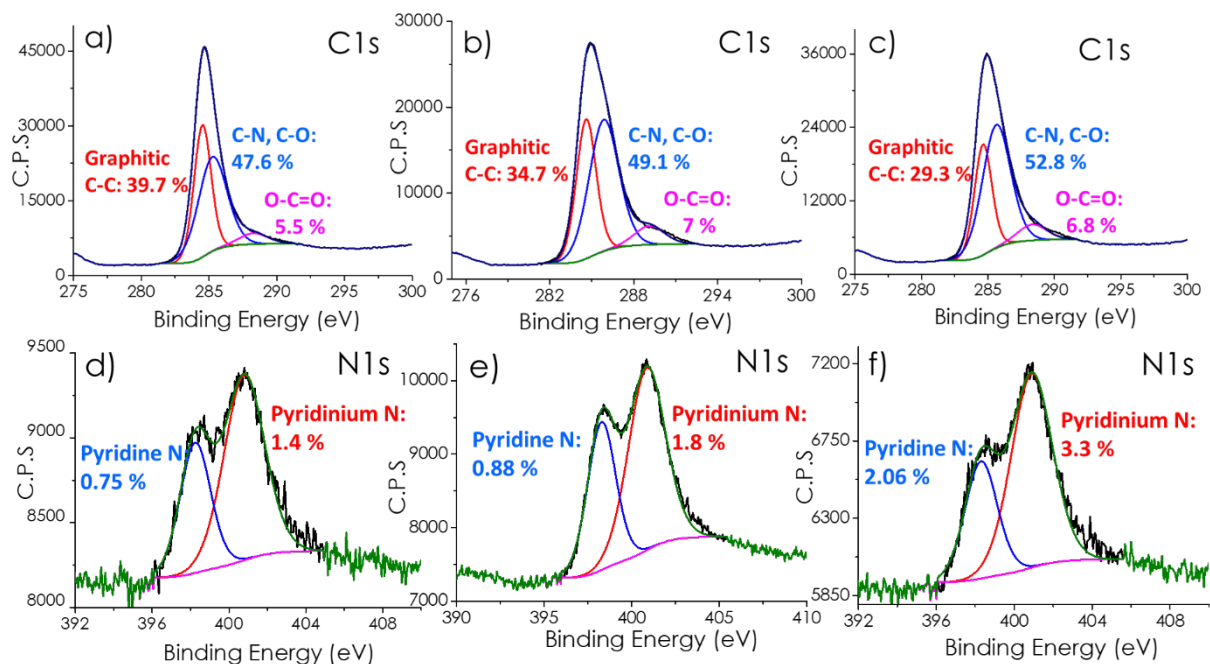 a)
C1s
C.P.S
45000
30000
15000
0
Graphitic
C-C: 39.7 %
C-N, C-O:
47.6 %
O-C=O:
5.5 %
275 280 285 290 295 300
Binding Energy (eV)
b)
C1s
C.P.S
30000
20000
10000
0
Graphitic
C-C: 34.7 %
C-N, C-O:
49.1 %
O-C=O:
7 %
276 282 288 294 300
Binding Energy (eV)
c)
C1s
C.P.S
36000
24000
12000
0
Graphitic
C-C: 29.3 %
C-N, C-O:
52.8 %
O-C=O:
6.8 %
275 280 285 290 295 300
Binding Energy (eV)
d)
N1s
C.P.S
9500
9000
8500
8000
Pyridine N:
0.75 %
Pyridinium N:
1.4 %
392 396 400 404 408
Binding Energy (eV)
e)
N1s
C.P.S
10000
9000
8000
7000
Pyridine N:
0.88 %
Pyridinium N:
1.8 %
390 395 400 405 410
Binding Energy (eV)
f)
N1s
C.P.S
7200
6750
6300
5850
Pyridine N:
2.06 %
Pyridinium N:
3.3 %
392 396 400 404 408
Binding Energy (eV)